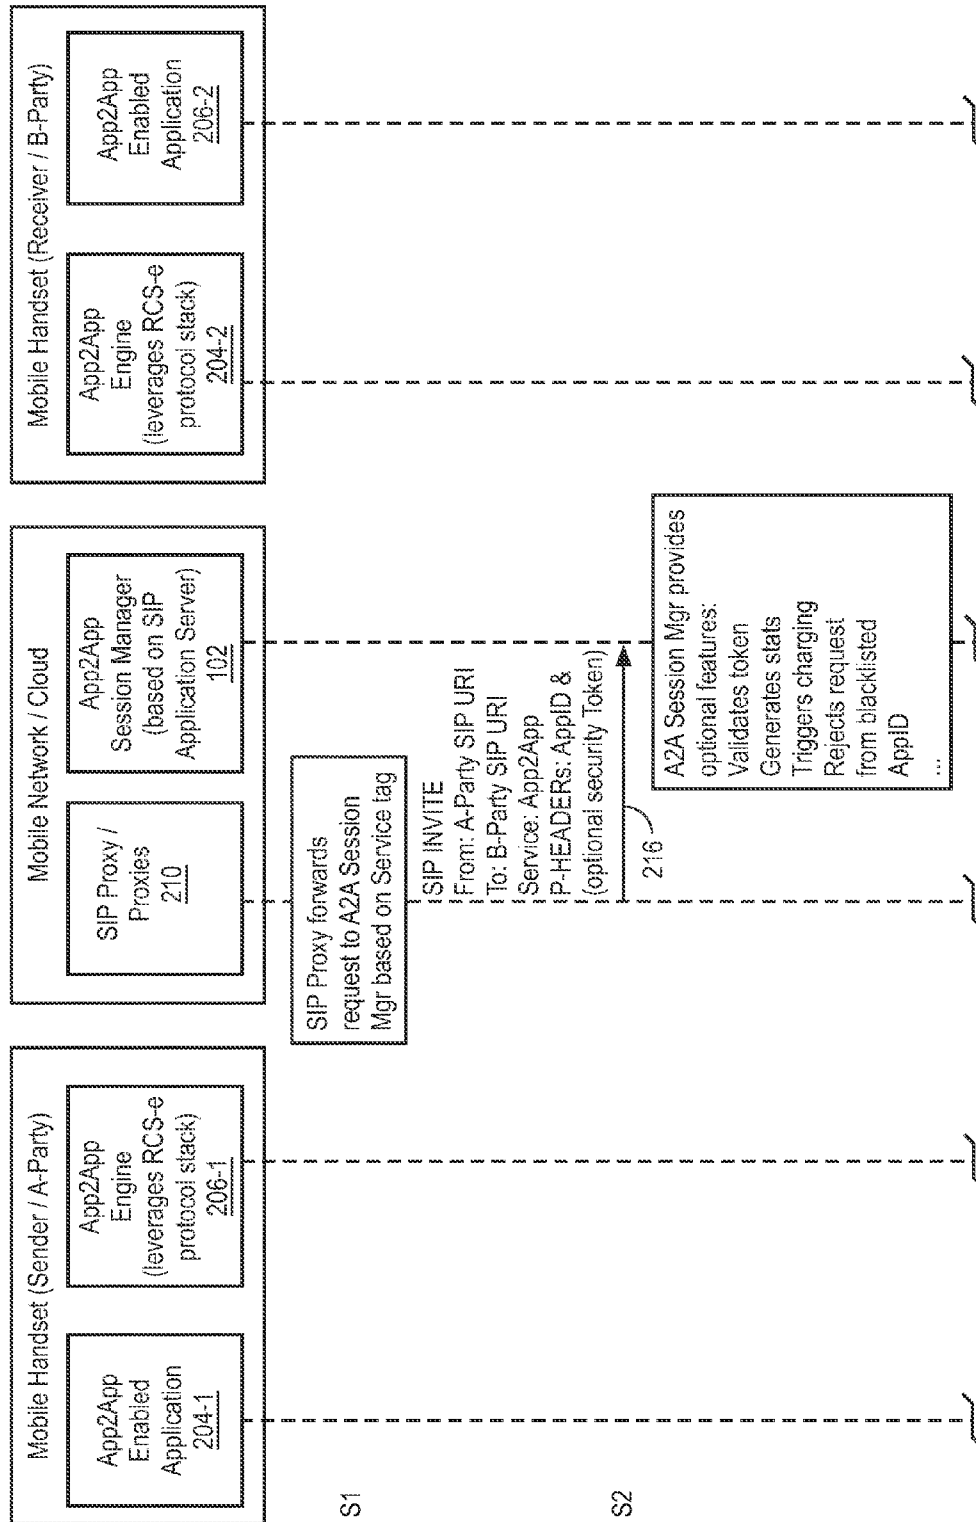 Mobile Handset (Sender / A-Party)
App2App
Enabled
Application
204-1
App2App
Engine
(leverages RCS-e
protocol stack)
206-1
Mobile Network / Cloud
SIP Proxy /
Proxies
210
App2App
Session Manager
(based on SIP
Application Server)
102
Mobile Handset (Receiver / B-Party)
App2App
Engine
(leverages RCS-e
protocol stack)
204-2
App2App
Enabled
Application
206-2
S1
SIP Proxy forwards
request to A2A Session
Mgr based on Service tag
SIP INVITE
From: A-Party SIP URI
To: B-Party SIP URI
Service: App2App
P-HEADERs: AppID &
(optional security Token)
216
S2
A2A Session Mgr provides
optional features:
Validates token
Generates stats
Triggers charging
Rejects request
from blacklisted
AppID
...